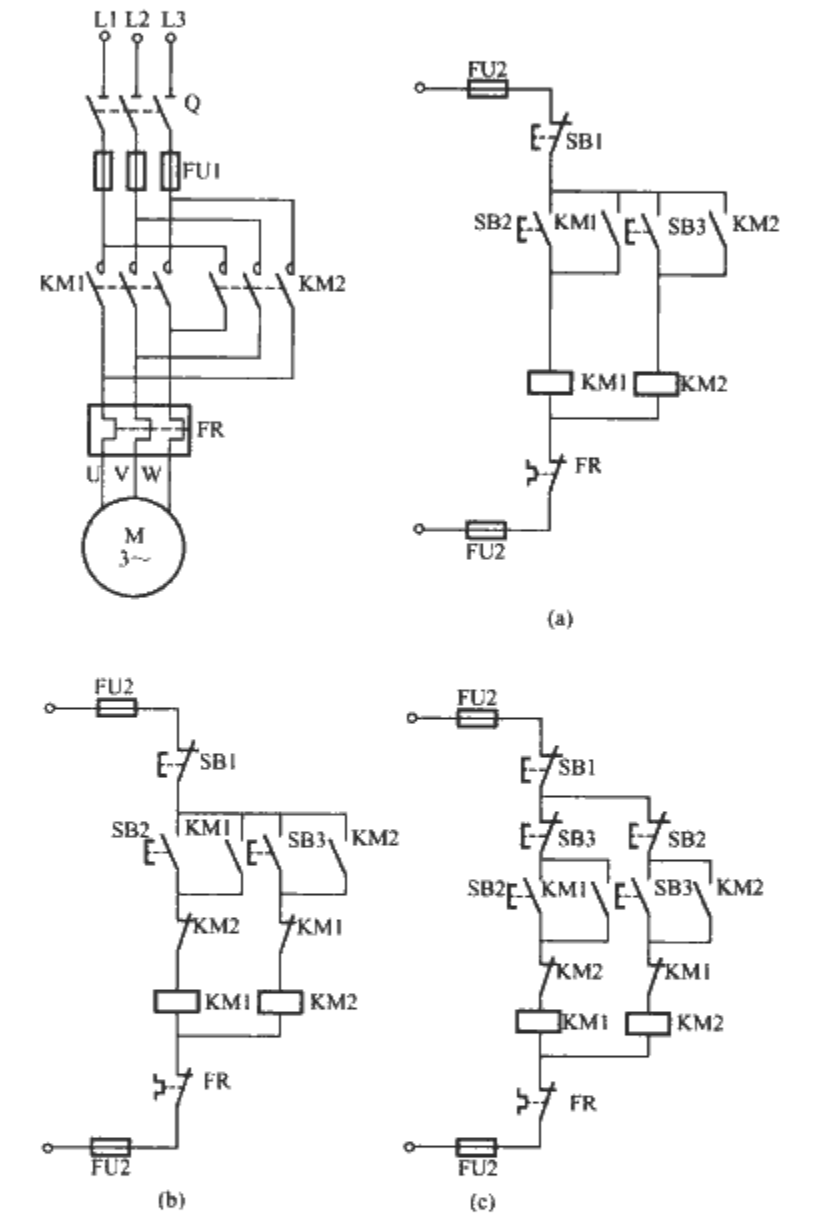 L1 L2 L3
Q
FU1
KM1
KM2
FR
U V W
M
3～
FU2
SB1
SB2
KM1
SB3
KM2
KM1
KM2
FR
FU2
(a)
FU2
SB1
SB2
KM1
SB3
KM2
KM2
KM1
KM1
KM2
FR
FU2
(b)
FU2
SB1
SB3
SB2
SB2
KM1
SB3
KM2
KM2
KM1
KM1
KM2
FR
FU2
(c)